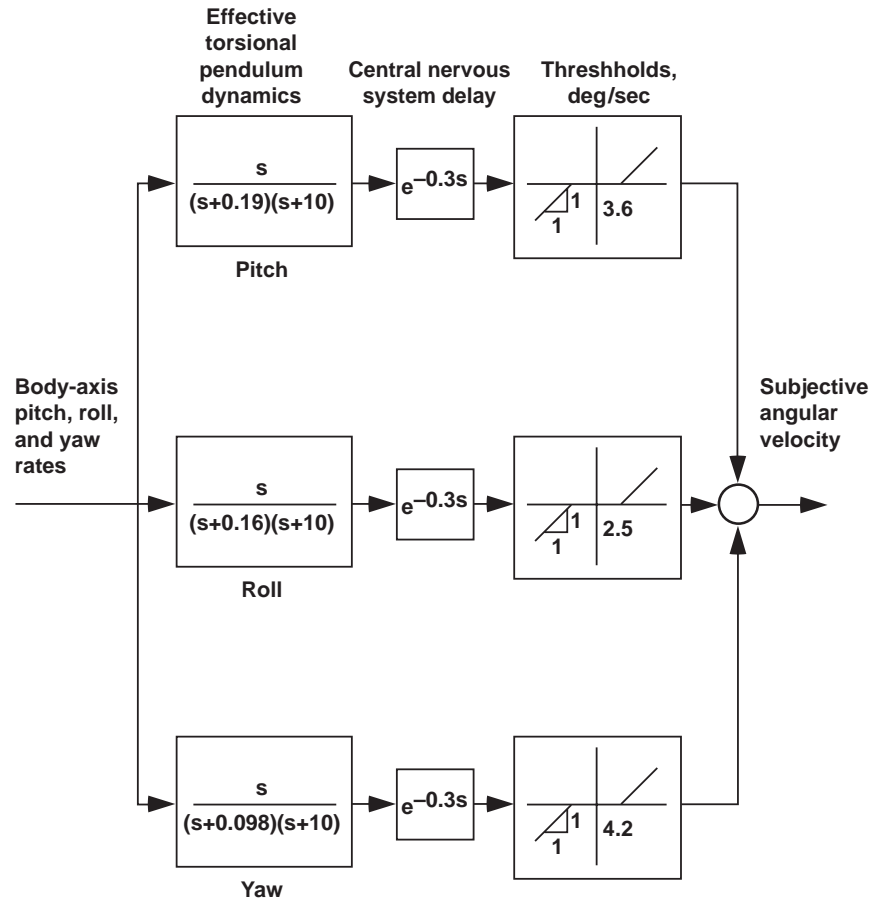 Effective
torsional
pendulum
dynamics
Central nervous
system delay
Threshholds,
deg/sec
s
(s+0.19)(s+10)
e–0.3s
1
1
3.6
Pitch
Body-axis
pitch, roll,
and yaw
rates
s
(s+0.16)(s+10)
e–0.3s
1
1
2.5
Roll
Subjective
angular
velocity
s
(s+0.098)(s+10)
e–0.3s
1
1
4.2
Yaw